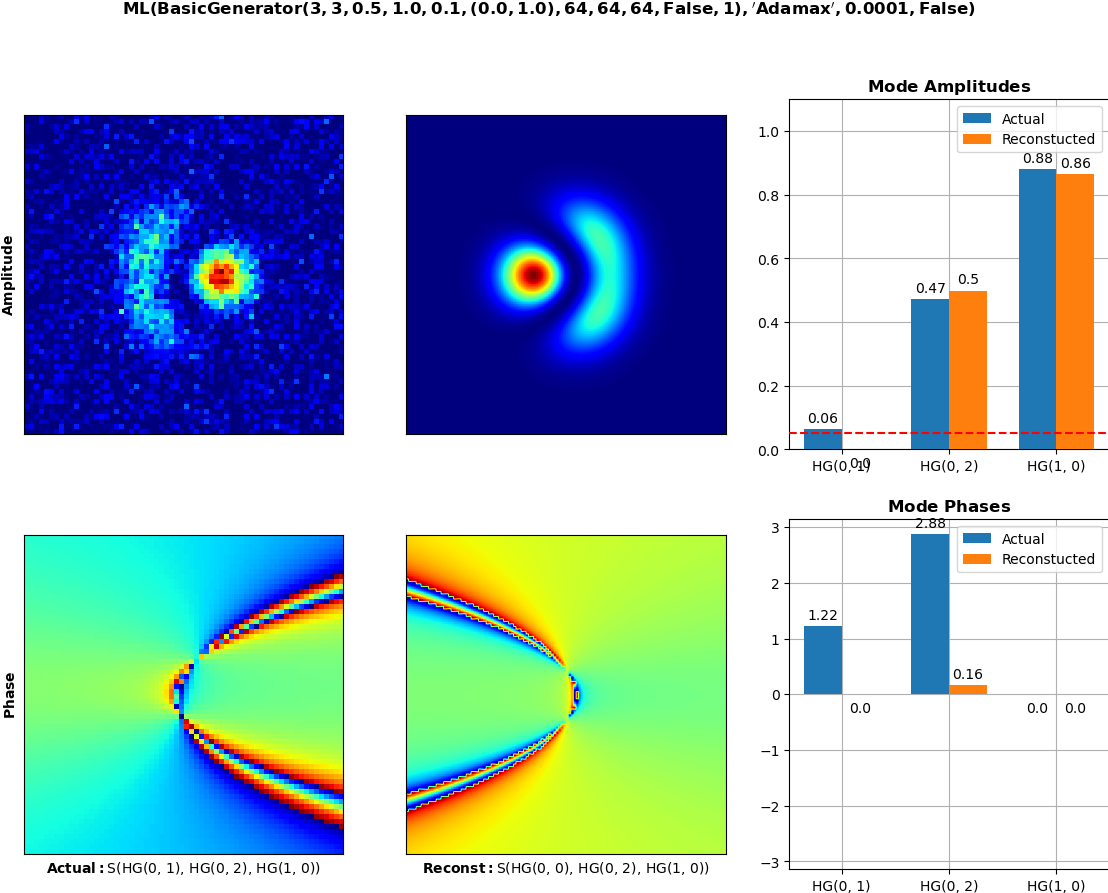 ML(BasicGenerator(3, 3, 0.5, 1.0, 0.1, (0.0, 1.0), 64, 64, 64, False, 1), 'Adamax', 0.0001, False)
Mode Amplitudes
Amplitude
1.0
0.8
0.6
0.4
0.2
0.0
Actual
Reconstucted
0.06
0.0
0.47
0.5
0.88
0.86
HG(0, 1)
HG(0, 2)
HG(1, 0)
Mode Phases
Phase
3
2
1
0
−1
−2
−3
Actual
Reconstucted
1.22
0.0
2.88
0.16
0.0
0.0
HG(0, 1)
HG(0, 2)
HG(1, 0)
Actual: S(HG(0, 1), HG(0, 2), HG(1, 0))
Reconst: S(HG(0, 0), HG(0, 2), HG(1, 0))